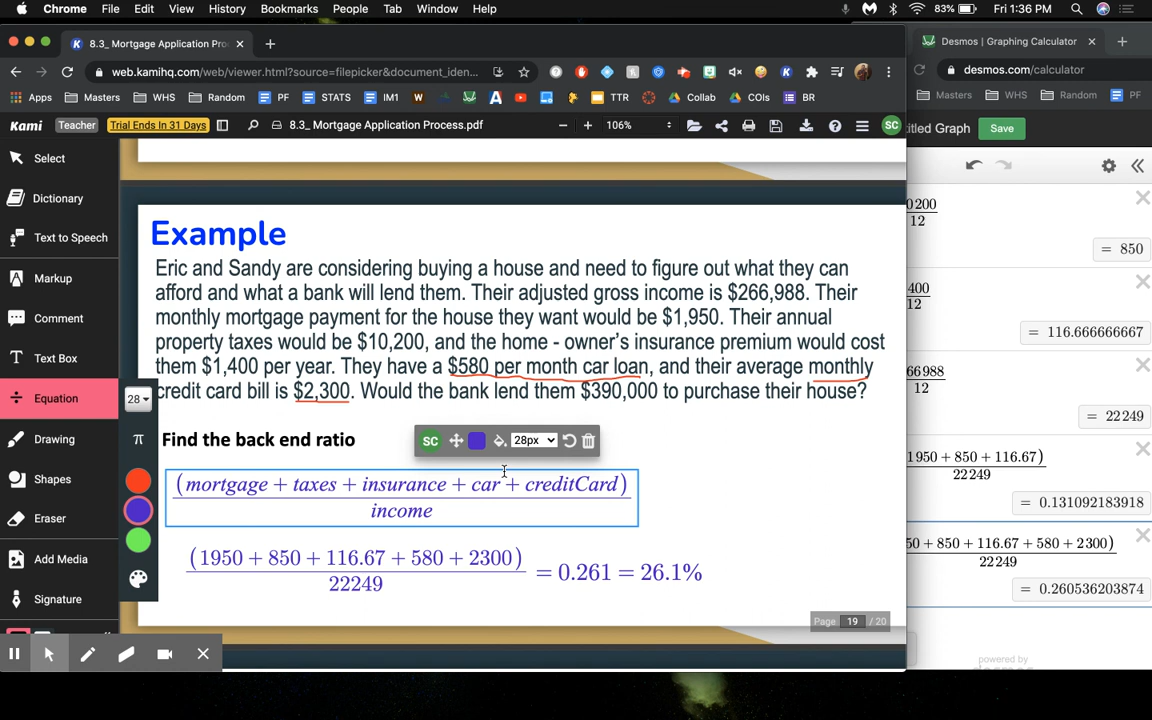 Chrome File Edit View History Bookmarks People Tab Window Help 83% Fri 1:36 PM
8.3_ Mortgage Application Pro
Desmos | Graphing Calculator
web.kamihq.com/web/viewer.html?source=filepicker&document_iden...
desmos.com/calculator
Apps Masters WHS Random PF STATS IM1 TTR Collab COIs BR
Masters WHS Random PF
Kami Teacher Trial Ends In 31 Days 8.3_ Mortgage Application Process.pdf 106% SC
titled Graph Save
Select
Dictionary
Text to Speech
Markup
Comment
Text Box
Equation
Drawing
Shapes
Eraser
Add Media
Signature
28
π
Example
Eric and Sandy are considering buying a house and need to figure out what they can
afford and what a bank will lend them. Their adjusted gross income is $266,988. Their
monthly mortgage payment for the house they want would be $1,950. Their annual
property taxes would be $10,200, and the home - owner's insurance premium would cost
them $1,400 per year. They have a $580 per month car loan, and their average monthly
credit card bill is $2,300. Would the bank lend them $390,000 to purchase their house?
Find the back end ratio
SC 28px
(mortgage + taxes + insurance + car + creditCard)
income
(1950 + 850 + 116.67 + 580 + 2300)
22249
= 0.261 = 26.1%
Page 19 / 20
0200
12
= 850
400
12
= 116.666666667
66988
12
= 22249
1950 + 850 + 116.67)
22249
= 0.131092183918
50 + 850 + 116.67 + 580 + 2300)
22249
= 0.260536203874
powered by